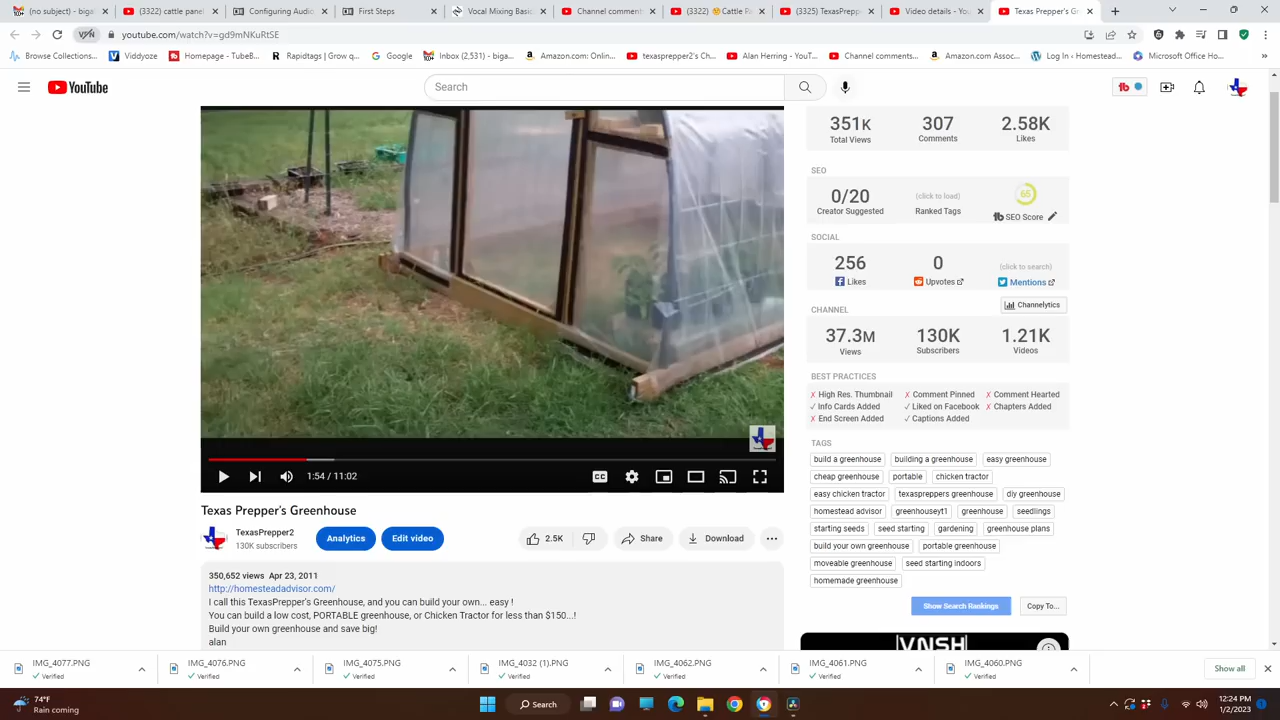 (no subject) - bigas
(3322) cattle panel
Configuring Audio
First Steps
Vocal Mixing Basic
Channel comments
(3322) 🙂 Cattle Ra
(3325) TexasPreppe
Video details - You
Texas Prepper's Gr
youtube.com/watch?v=gd9mNKuRtSE
Browse Collections...
Viddyoze
Homepage - TubeB...
Rapidtags | Grow q...
Google
Inbox (2,531) - biga...
Amazon.com: Onlin...
texasprepper2's Ch...
Alan Herring - YouT...
Channel comments...
Amazon.com Assoc...
Log In ‹ Homestead...
Microsoft Office Ho...
»
YouTube
Search
tb
351K 307 2.58K
Total Views Comments Likes
SEO
0/20 (click to load) 65
Creator Suggested Ranked Tags tb SEO Score
SOCIAL
256 0 (click to search)
Likes Upvotes Mentions
CHANNEL Channelytics
37.3M 130K 1.21K
Views Subscribers Videos
BEST PRACTICES
✗ High Res. Thumbnail ✗ Comment Pinned ✗ Comment Hearted
✓ Info Cards Added ✓ Liked on Facebook ✗ Chapters Added
✗ End Screen Added ✓ Captions Added
TAGS
build a greenhouse building a greenhouse easy greenhouse
cheap greenhouse portable chicken tractor
easy chicken tractor texaspreppers greenhouse diy greenhouse
homestead advisor greenhouseyt1 greenhouse seedlings
starting seeds seed starting gardening greenhouse plans
build your own greenhouse portable greenhouse
moveable greenhouse seed starting indoors
homemade greenhouse
Show Search Rankings Copy To...
VNSH
1:54 / 11:02
CC
Texas Prepper's Greenhouse
TexasPrepper2
130K subscribers
Analytics
Edit video
2.5K
Share
Download
350,652 views Apr 23, 2011
http://homesteadadvisor.com/
I call this TexasPrepper's Greenhouse, and you can build your own... easy !
You can build a low cost, PORTABLE greenhouse, or Chicken Tractor for less than $150...!
Build your own greenhouse and save big!
alan
IMG_4077.PNG
Verified
IMG_4076.PNG
Verified
IMG_4075.PNG
Verified
IMG_4032 (1).PNG
Verified
IMG_4062.PNG
Verified
IMG_4061.PNG
Verified
IMG_4060.PNG
Verified
Show all
74°F
Rain coming
Search
12:24 PM
1/2/2023